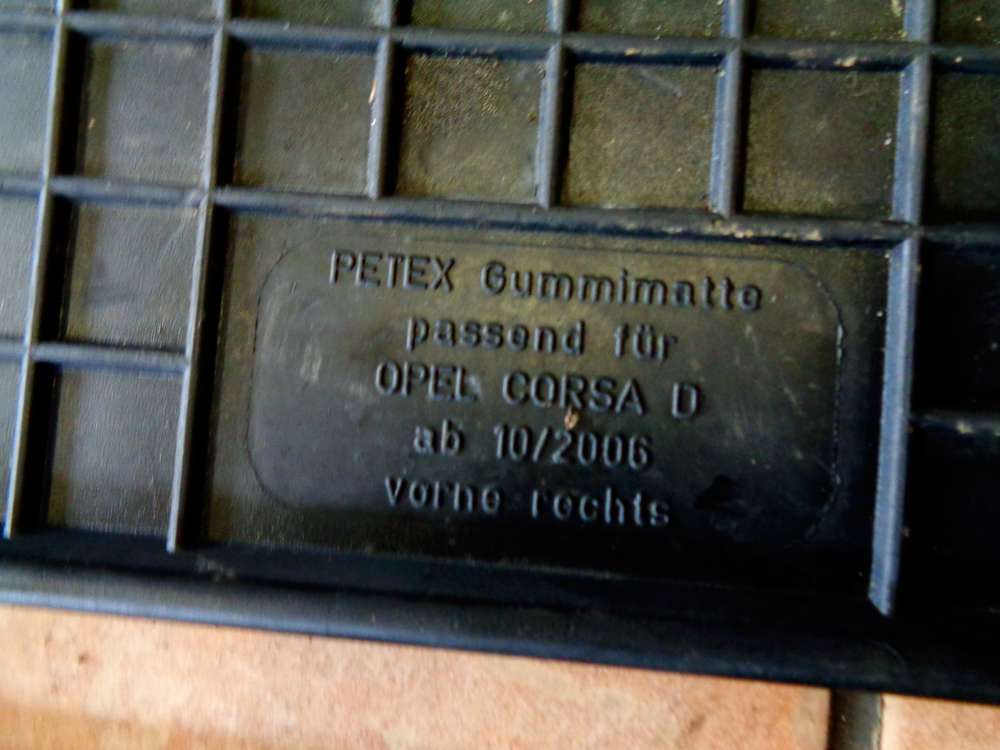 PETEX Gummimatte
passend für
OPEL CORSA D
ab 10/2006
vorne rechts